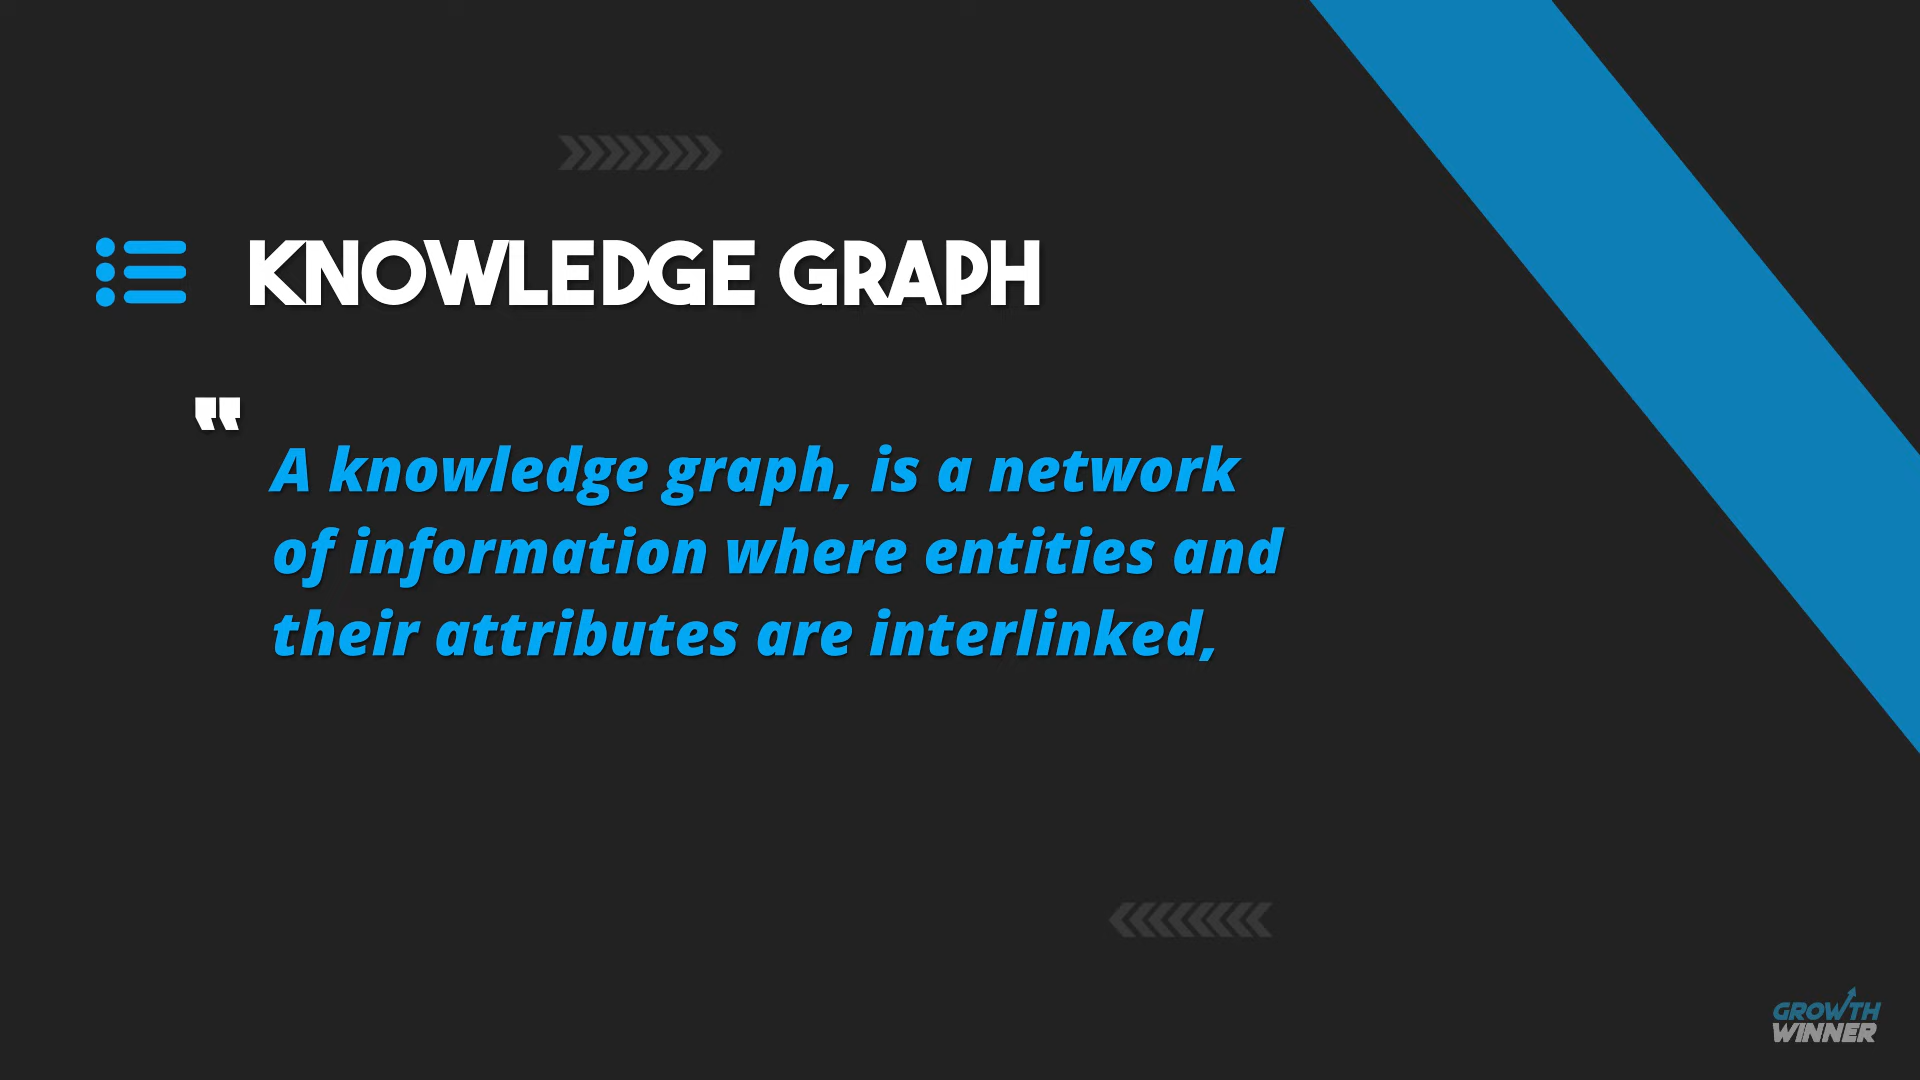 KNOWLEDGE GRAPH
"
A knowledge graph, is a network
of information where entities and
their attributes are interlinked,
GROWTH
WINNER